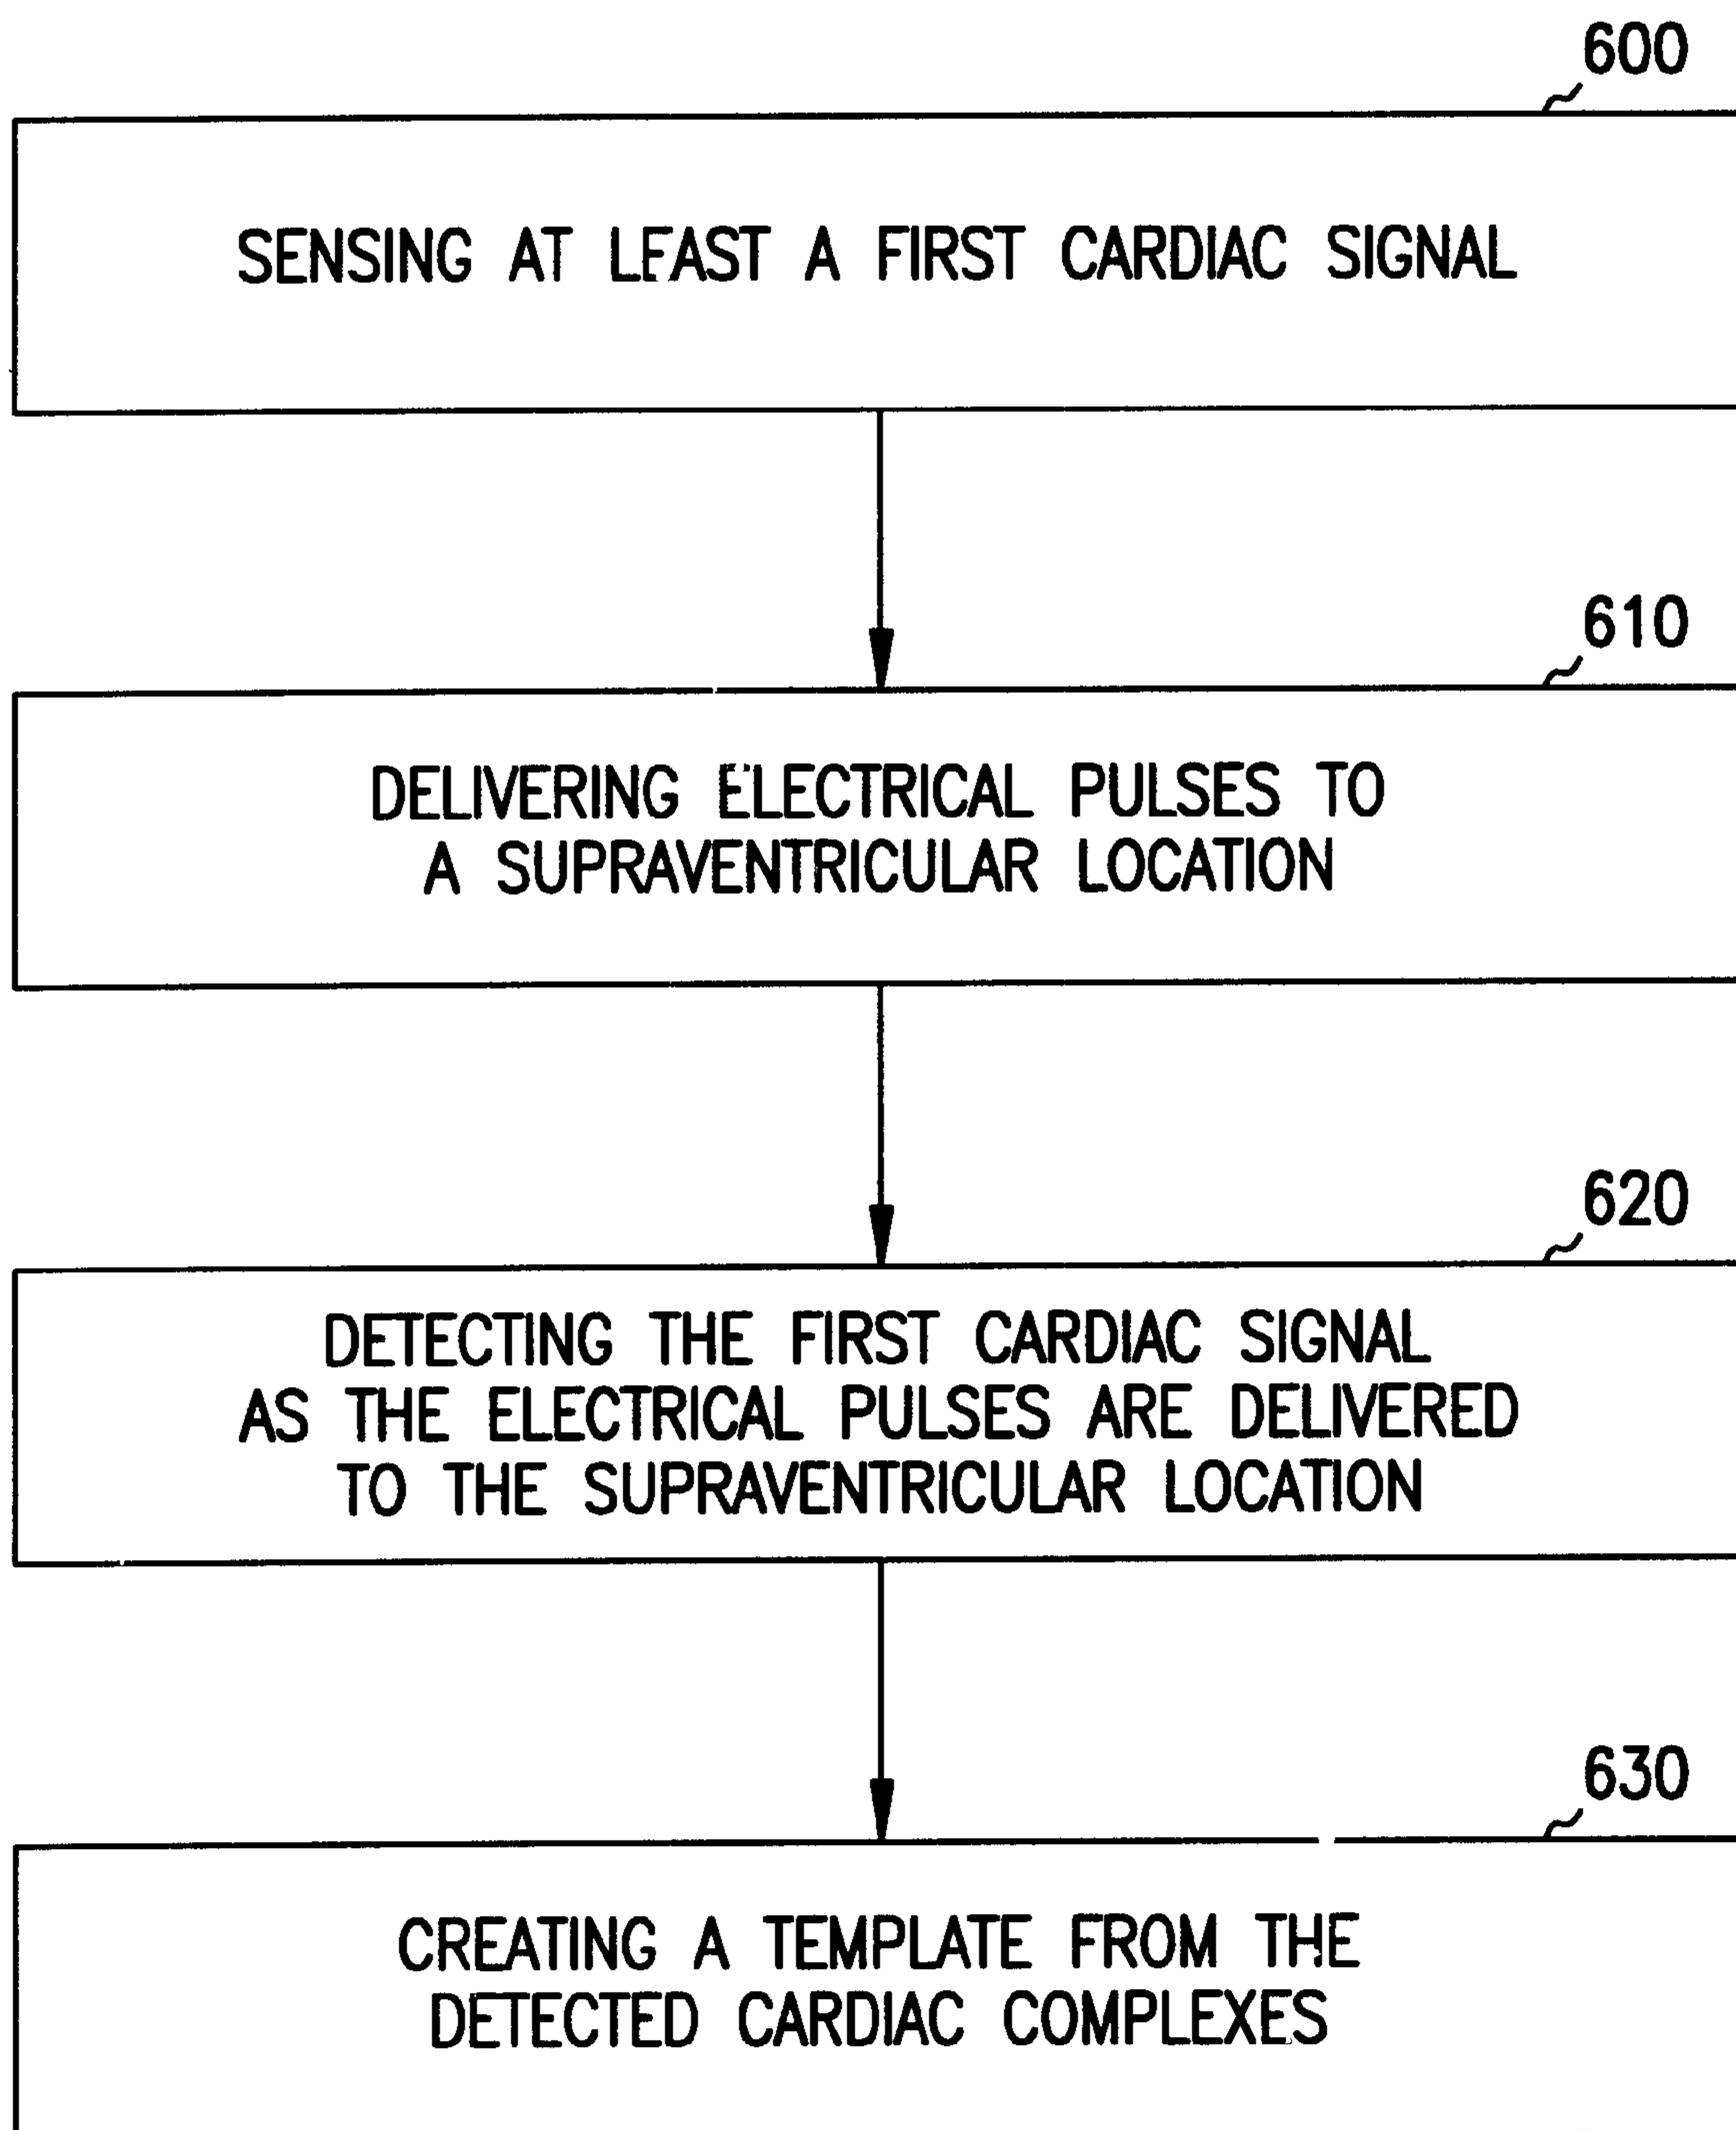 600
SENSING AT LEAST A FIRST CARDIAC SIGNAL
610
DELIVERING ELECTRICAL PULSES TO
A SUPRAVENTRICULAR LOCATION
620
DETECTING THE FIRST CARDIAC SIGNAL
AS THE ELECTRICAL PULSES ARE DELIVERED
TO THE SUPRAVENTRICULAR LOCATION
630
CREATING A TEMPLATE FROM THE
DETECTED CARDIAC COMPLEXES